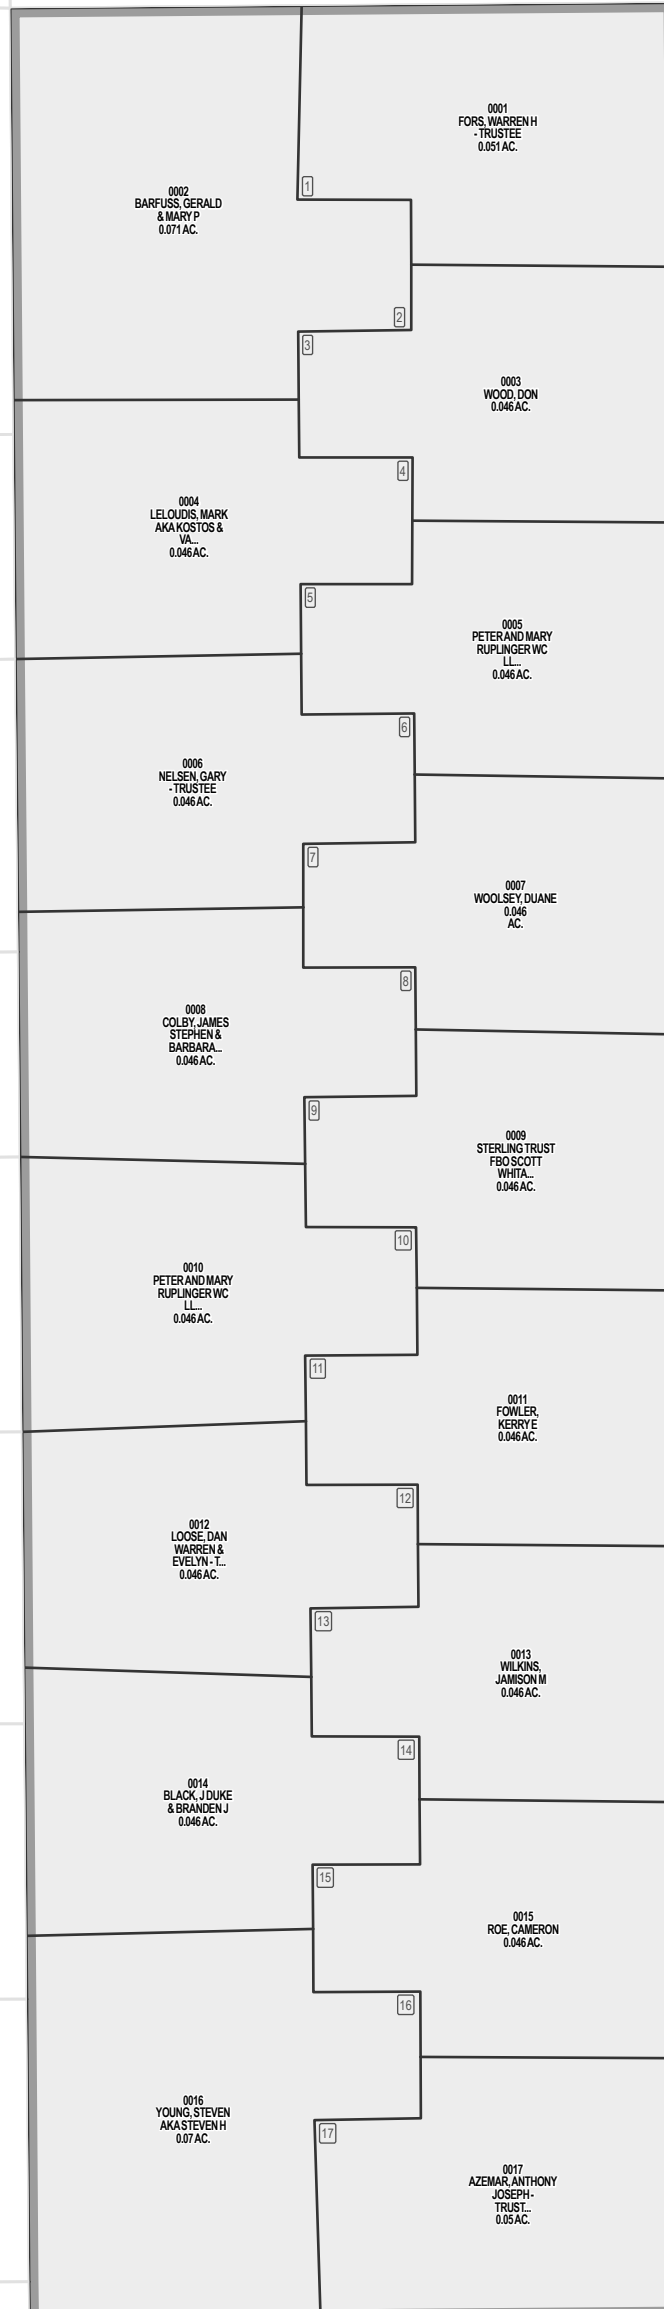 0001
FORS, WARREN H
- TRUSTEE
0.051 AC.
0002
BARFUSS, GERALD
& MARY P
0.071 AC.
1
2
3
0003
WOOD, DON
0.046 AC.
4
0004
LELOUDIS, MARK
AKA KOSTOS &
VA...
0.046 AC.
5
0005
PETER AND MARY
RUPLINGER WC
LL...
0.046 AC.
6
0006
NELSEN, GARY
- TRUSTEE
0.046 AC.
7
0007
WOOLSEY, DUANE
0.046
AC.
8
0008
COLBY, JAMES
STEPHEN &
BARBARA...
0.046 AC.
9
0009
STERLING TRUST
FBO SCOTT
WHITA...
0.046 AC.
10
0010
PETER AND MARY
RUPLINGER WC
LL...
0.046 AC.
11
0011
FOWLER,
KERRY E
0.046 AC.
12
0012
LOOSE, DAN
WARREN &
EVELYN - T...
0.046 AC.
13
0013
WILKINS,
JAMISON M
0.046 AC.
14
0014
BLACK, J DUKE
& BRANDEN J
0.046 AC.
15
0015
ROE, CAMERON
0.046 AC.
16
0016
YOUNG, STEVEN
AKA STEVEN H
0.07 AC.
17
0017
AZEMAR, ANTHONY
JOSEPH -
TRUST...
0.05 AC.